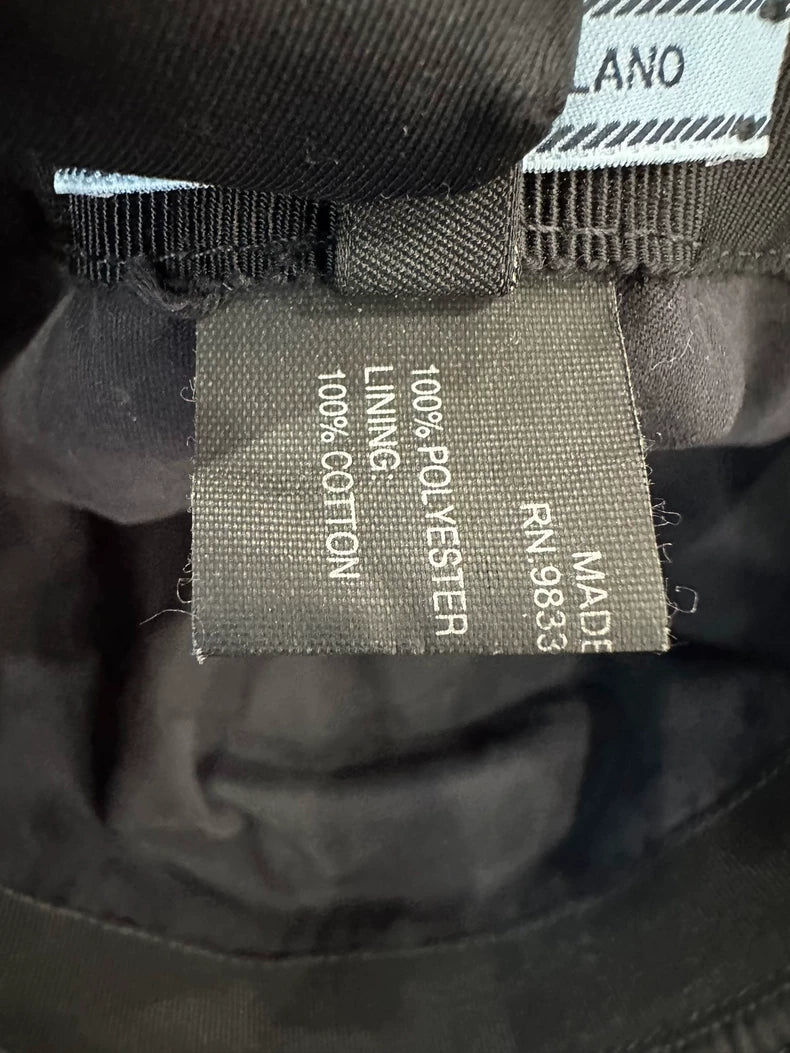 LANO
MADE
RN 9833
100% POLYESTER
LINING:
100% COTTON